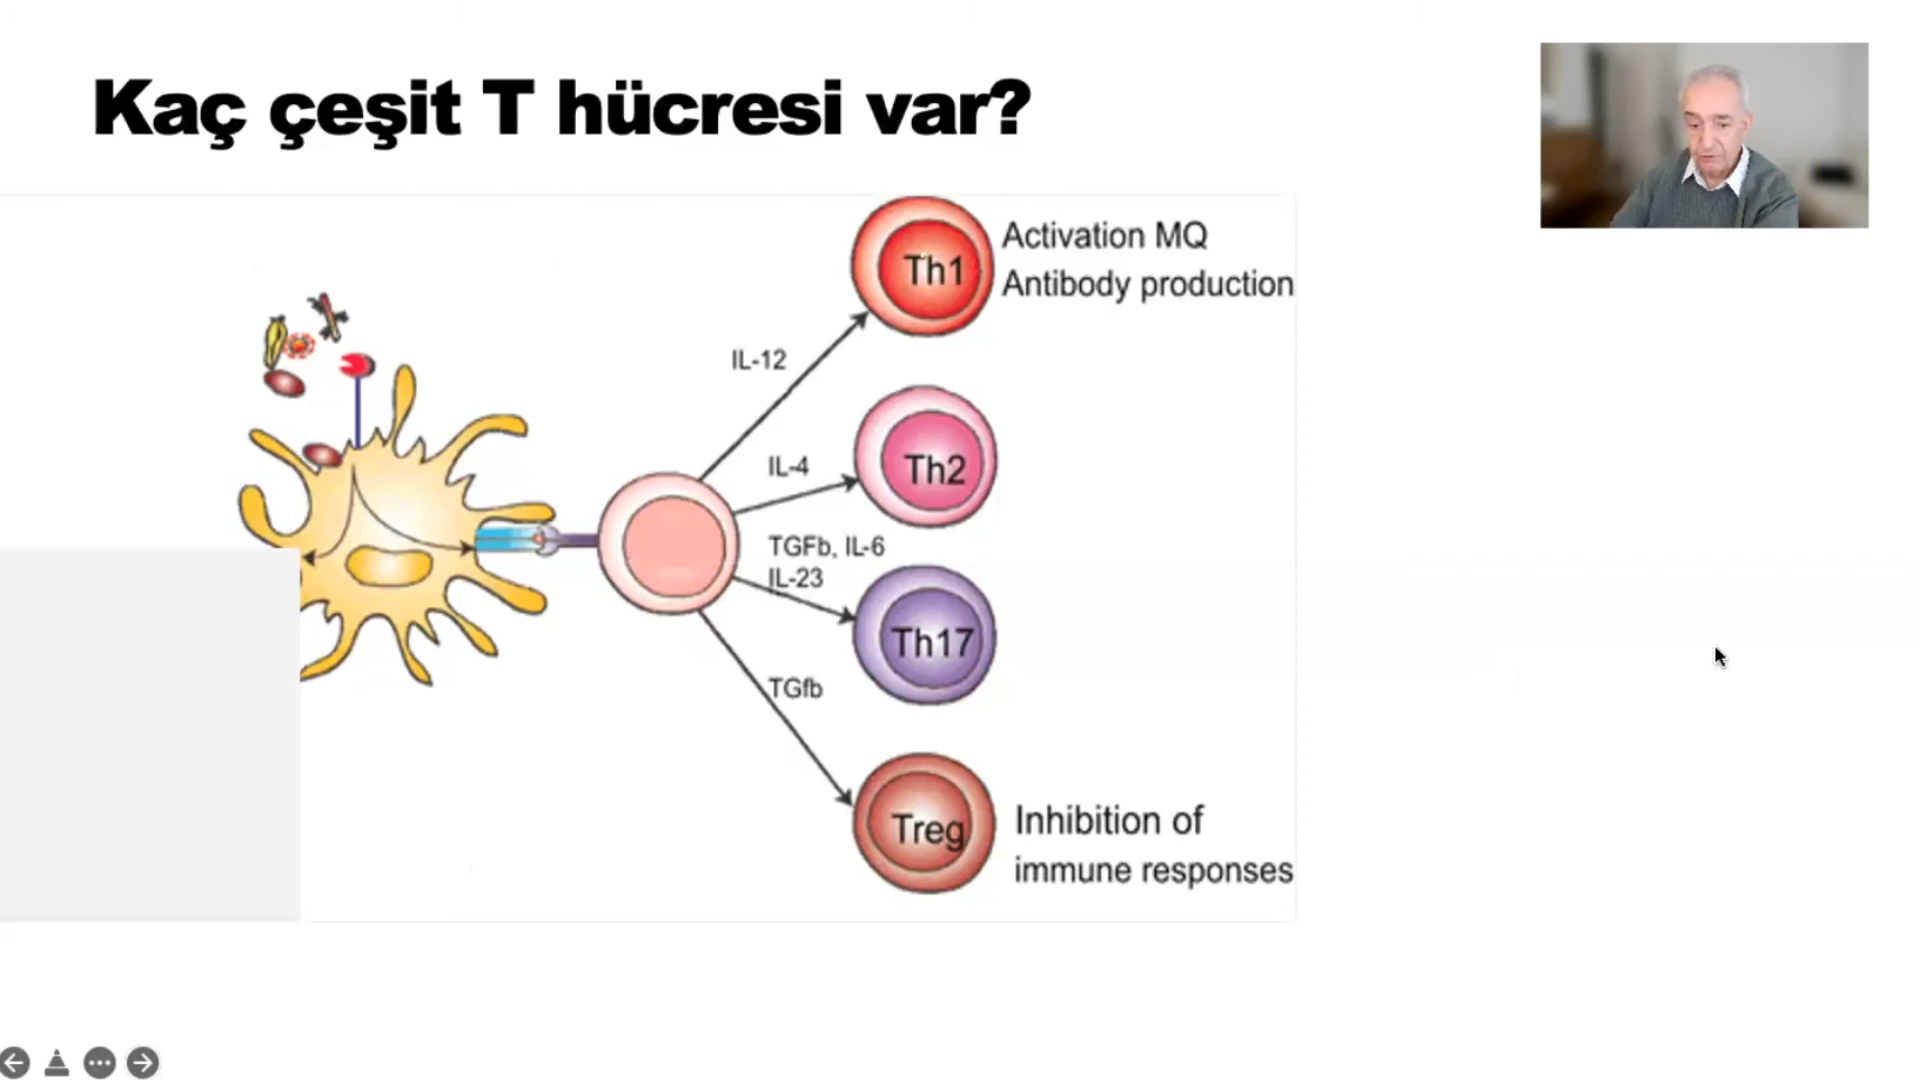 Kaç çeşit T hücresi var?
Th1
Activation MQ
Antibody production
IL-12
Th2
IL-4
TGFb, IL-6
IL-23
Th17
TGfb
Treg
Inhibition of
immune responses